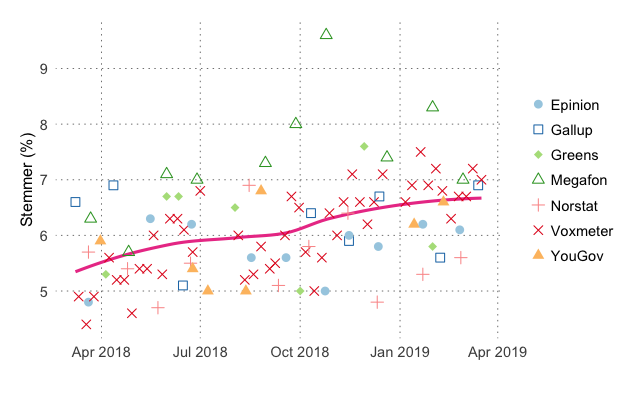 Stemmer (%)
9
8
7
6
5
Apr 2018
Jul 2018
Oct 2018
Jan 2019
Apr 2019
Epinion
Gallup
Greens
Megafon
Norstat
Voxmeter
YouGov